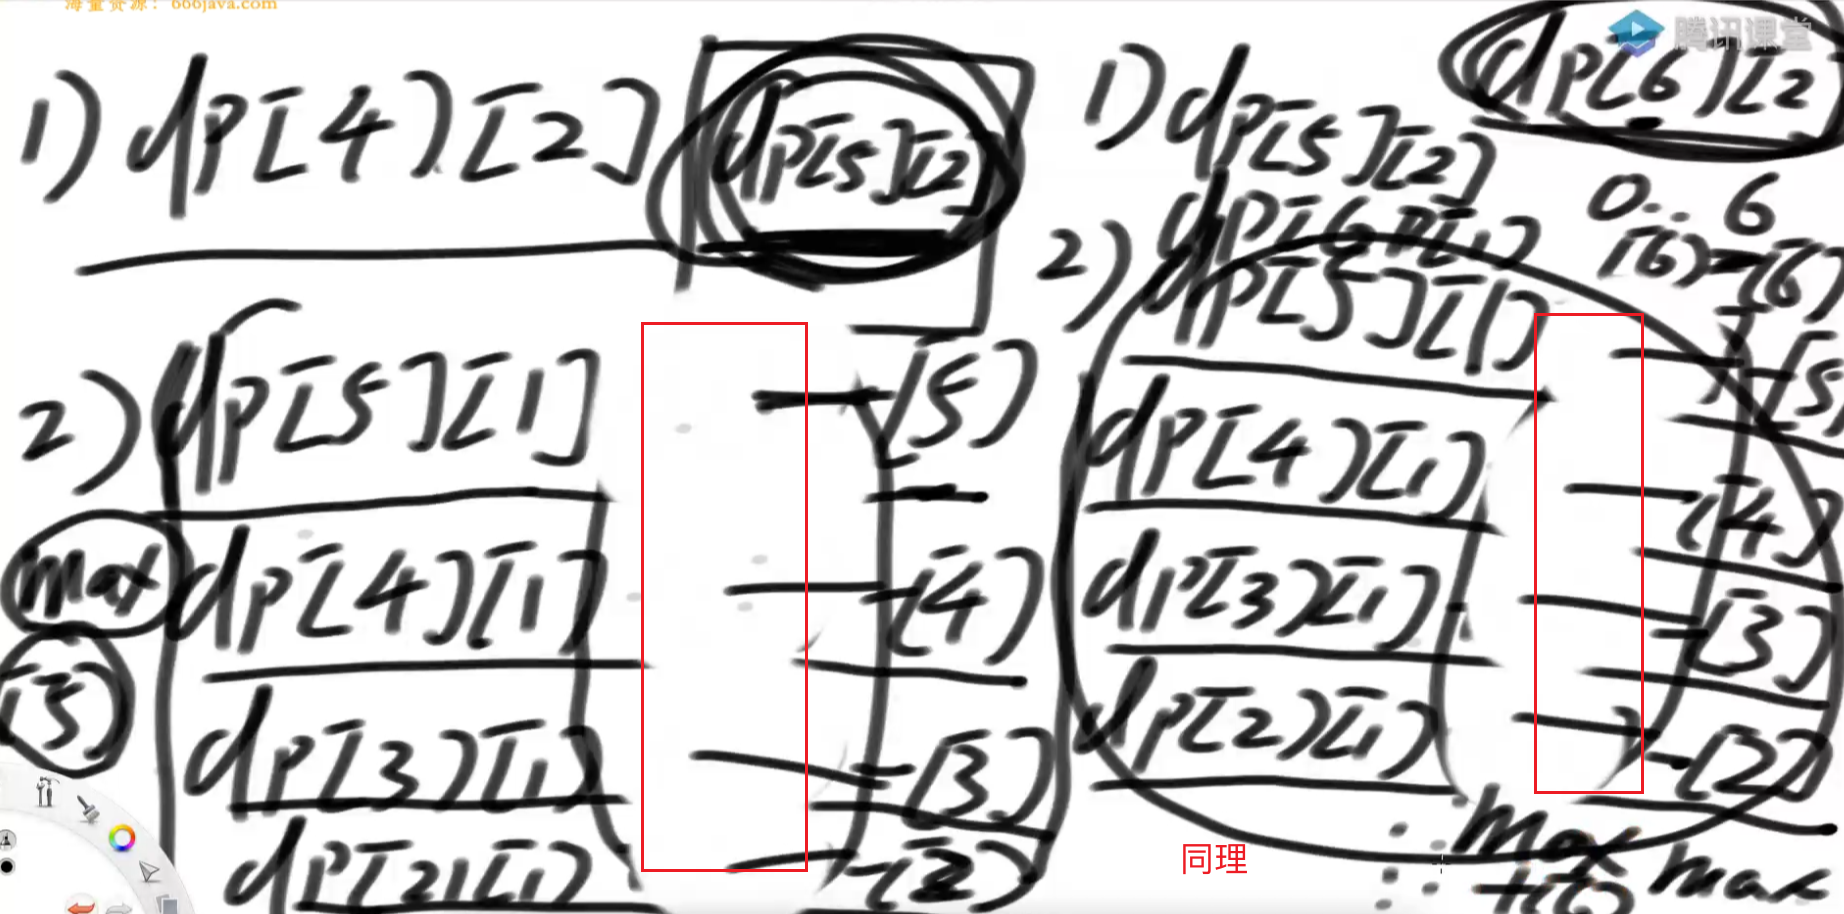 海量资源：666java.com
腾讯课堂
1) dp[4][2]
dp[5][2]
2) dp[5][1] - [5]
max dp[4][1] - [4]
[5] dp[3][1] - [3]
dp[2][1] - [2]
dp[6][2]
1) dp[5][2]
0.. 6
2) dp[6][1] [6] - [6]
dp[5][1] - [5]
dp[4][1] - [4]
dp[3][1] - [3]
dp[2][1] - [2]
同理
max
max